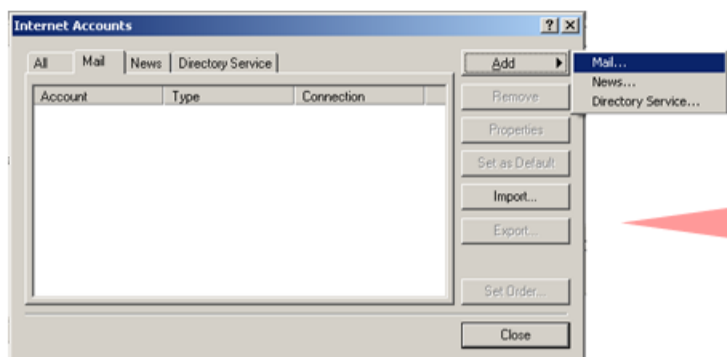 Internet Accounts
All Mail News Directory Service
Account Type Connection
Add
Remove
Properties
Set as Default
Import...
Export...
Set Order...
Close
Mail...
News...
Directory Service...